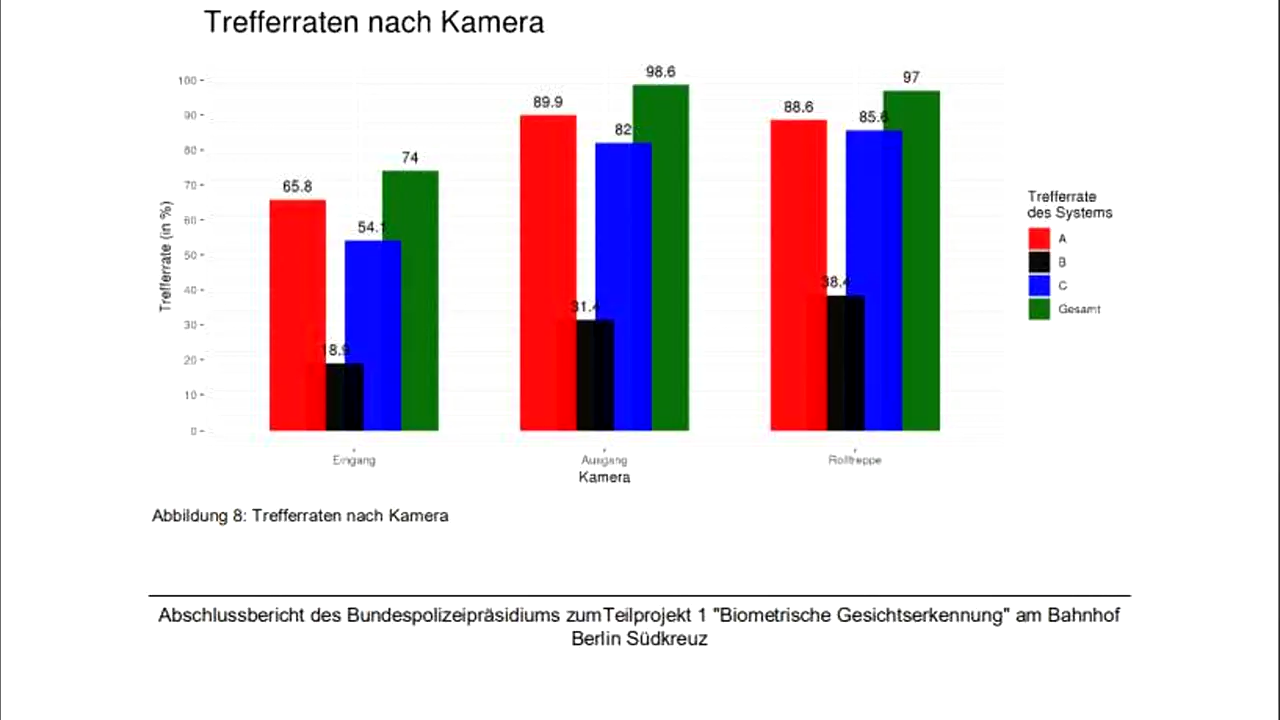 Trefferraten nach Kamera
98.6
97
100
89.9
88.6
90
85.6
82
80
74
70
65.8
Trefferrate
des Systems
60
54.1
A
50
B
40
38.4
C
31.4
Gesamt
30
18.9
20
10
0
Trefferrate (in %)
Eingang Ausgang Rolltreppe
Kamera
Abbildung 8: Trefferraten nach Kamera
Abschlussbericht des Bundespolizeipräsidiums zumTeilprojekt 1 "Biometrische Gesichtserkennung" am Bahnhof
Berlin Südkreuz